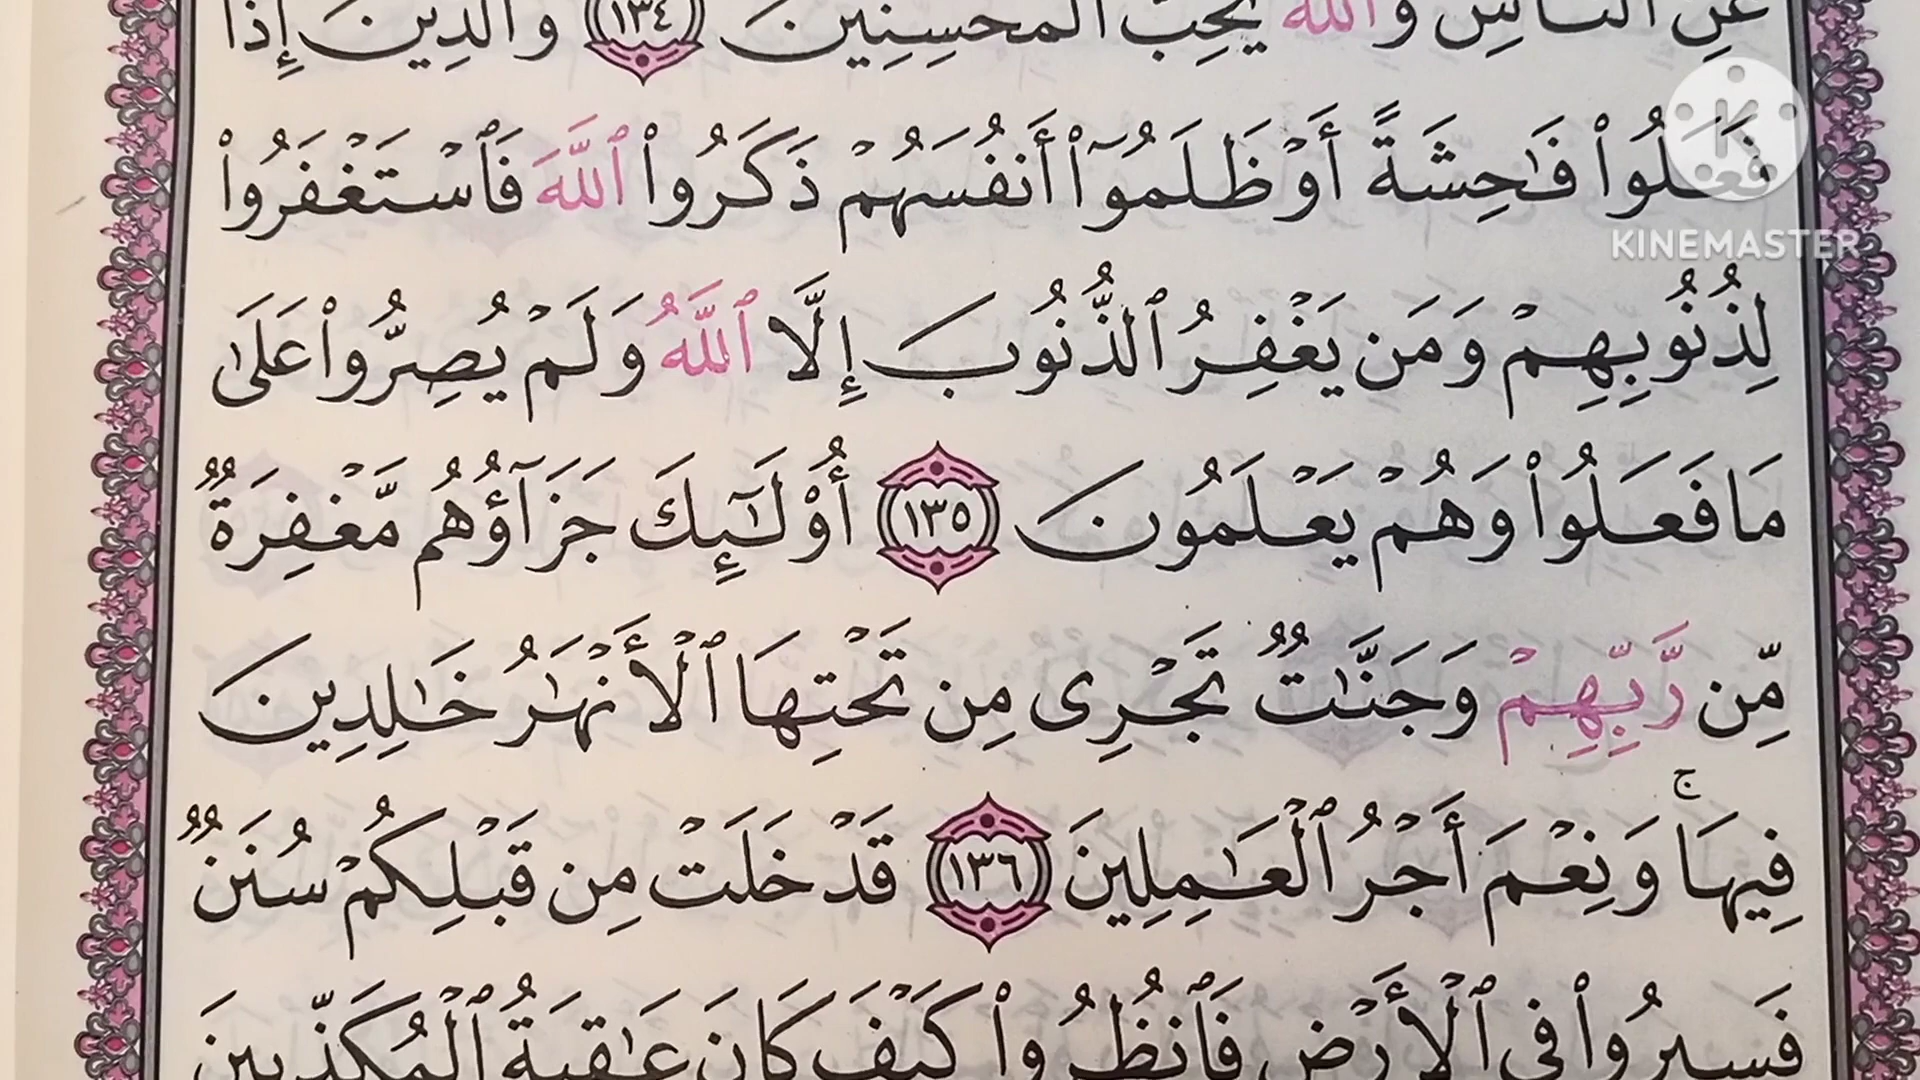 عَنِ ٱلنَّاسِ وَٱللَّهُ يُحِبُّ ٱلْمُحْسِنِينَ ١٣٤ وَٱلَّذِينَ إِذَا
فَعَلُوا۟ فَـٰحِشَةً أَوْ ظَلَمُوٓا۟ أَنفُسَهُمْ ذَكَرُوا۟ ٱللَّهَ فَٱسْتَغْفَرُوا۟
لِذُنُوبِهِمْ وَمَن يَغْفِرُ ٱلذُّنُوبَ إِلَّا ٱللَّهُ وَلَمْ يُصِرُّوا۟ عَلَىٰ
مَا فَعَلُوا۟ وَهُمْ يَعْلَمُونَ ١٣٥ أُو۟لَـٰٓئِكَ جَزَآؤُهُم مَّغْفِرَةٌ
مِّن رَّبِّهِمْ وَجَنَّـٰتٌ تَجْرِى مِن تَحْتِهَا ٱلْأَنْهَـٰرُ خَـٰلِدِينَ
فِيهَا ۚ وَنِعْمَ أَجْرُ ٱلْعَـٰمِلِينَ ١٣٦ قَدْ خَلَتْ مِن قَبْلِكُمْ سُنَنٌ
فَسِيرُوا۟ فِى ٱلْأَرْضِ فَٱنظُرُوا۟ كَيْفَ كَانَ عَـٰقِبَةُ ٱلْمُكَذِّبِينَ
KINEMASTER